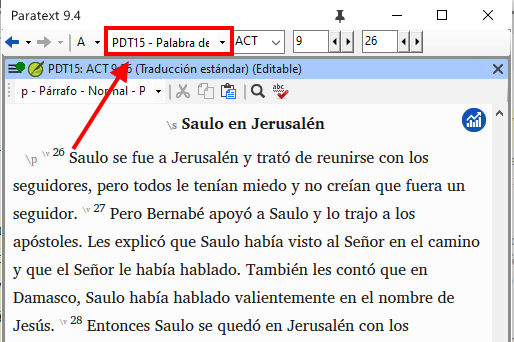 Paratext 9.4
A PDT15 - Palabra de ACT 9 26
PDT15: ACT 9 26 (Traducción estándar) (Editable)
p - Párrafo - Normal - P abc
\s Saulo en Jerusalén
\p \v 26 Saulo se fue a Jerusalén y trató de reunirse con los
seguidores, pero todos le tenían miedo y no creían que fuera un
seguidor. \v 27 Pero Bernabé apoyó a Saulo y lo trajo a los
apóstoles. Les explicó que Saulo había visto al Señor en el camino
y que el Señor le había hablado. También les contó que en
Damasco, Saulo había hablado valientemente en el nombre de
Jesús. \v 28 Entonces Saulo se quedó en Jerusalén con los